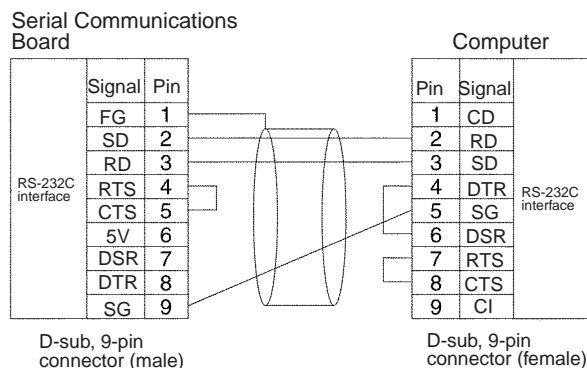 Serial Communications
Board
Computer
Signal Pin
FG 1
SD 2
RD 3
RTS 4
CTS 5
5V 6
DSR 7
DTR 8
SG 9
RS-232C
interface
D-sub, 9-pin
connector (male)
Pin Signal
1 CD
2 RD
3 SD
4 DTR
5 SG
6 DSR
7 RTS
8 CTS
9 CI
RS-232C
interface
D-sub, 9-pin
connector (female)